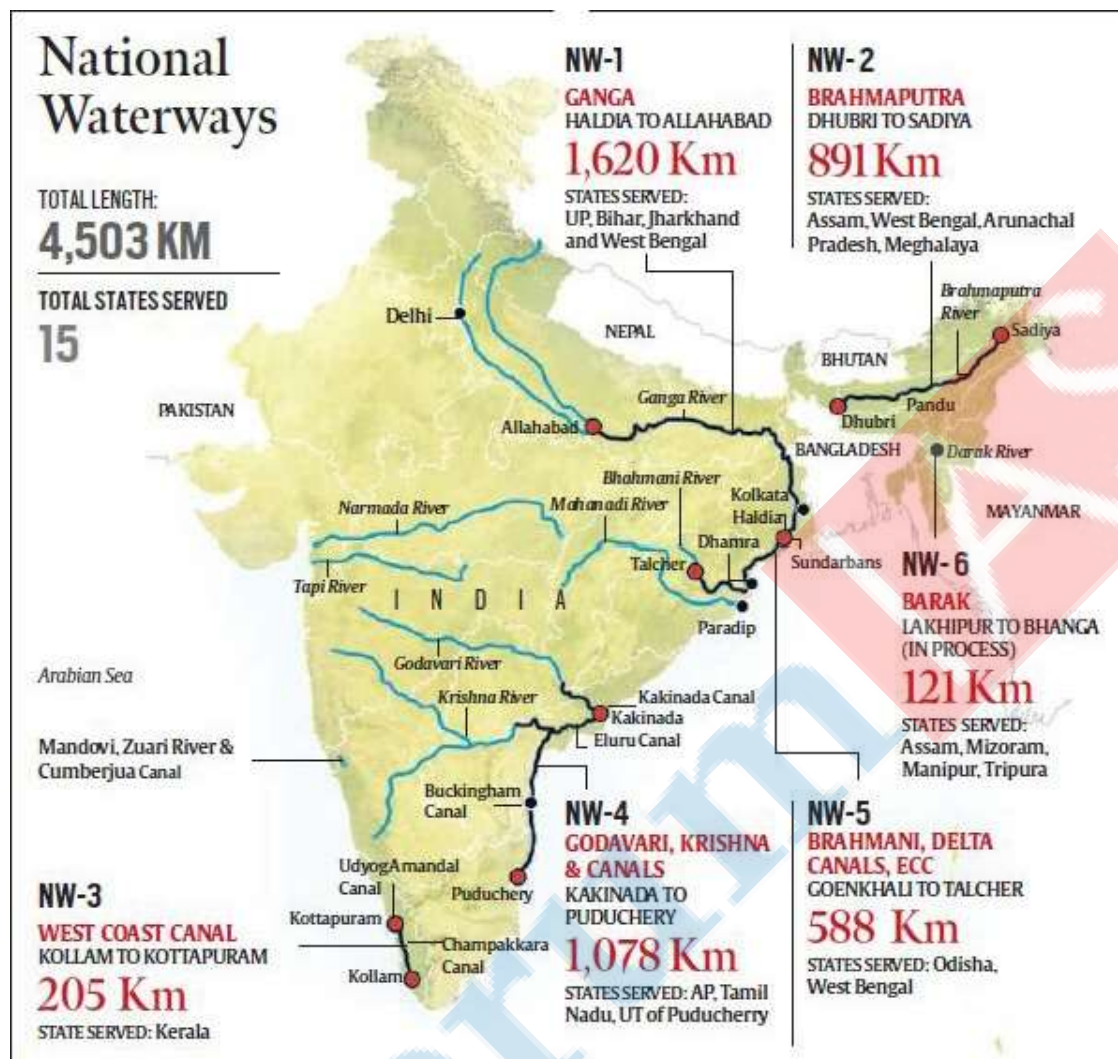 National
Waterways
TOTAL LENGTH:
4,503 KM
TOTAL STATES SERVED
15
NW-1
GANGA
HALDIA TO ALLAHABAD
1,620 Km
STATES SERVED:
UP, Bihar, Jharkhand
and West Bengal
NW-2
BRAHMAPUTRA
DHUBRI TO SADIYA
891 Km
STATES SERVED:
Assam, West Bengal, Arunachal
Pradesh, Meghalaya
Brahmaputra
River
Sadiya
Delhi
NEPAL
BHUTAN
PAKISTAN
Ganga River
Pandu
Dhubri
Allahabad
BANGLADESH
Darak River
Bhahmani River
Narmada River
Mahanadi River
Kolkata
Haldia
MAYANMAR
Dhamra
Tapi River
Talcher
Sundarbans
INDIA
Paradip
NW-6
BARAK
LAKHIPUR TO BHANGA
(IN PROCESS)
121 Km
STATES SERVED:
Assam, Mizoram,
Manipur, Tripura
Godavari River
Arabian Sea
Krishna River
Kakinada Canal
Kakinada
Eluru Canal
Mandovi, Zuari River &
Cumberjua Canal
Buckingham
Canal
NW-4
GODAVARI, KRISHNA
& CANALS
KAKINADA TO
PUDUCHERY
1,078 Km
STATES SERVED: AP, Tamil
Nadu, UT of Puducherry
NW-5
BRAHMANI, DELTA
CANALS, ECC
GOENKHALI TO TALCHER
588 Km
STATES SERVED: Odisha,
West Bengal
Udyog Amandal
Canal
Puduchery
Kottapuram
Champakkara
Canal
Kollam
NW-3
WEST COAST CANAL
KOLLAM TO KOTTAPURAM
205 Km
STATE SERVED: Kerala